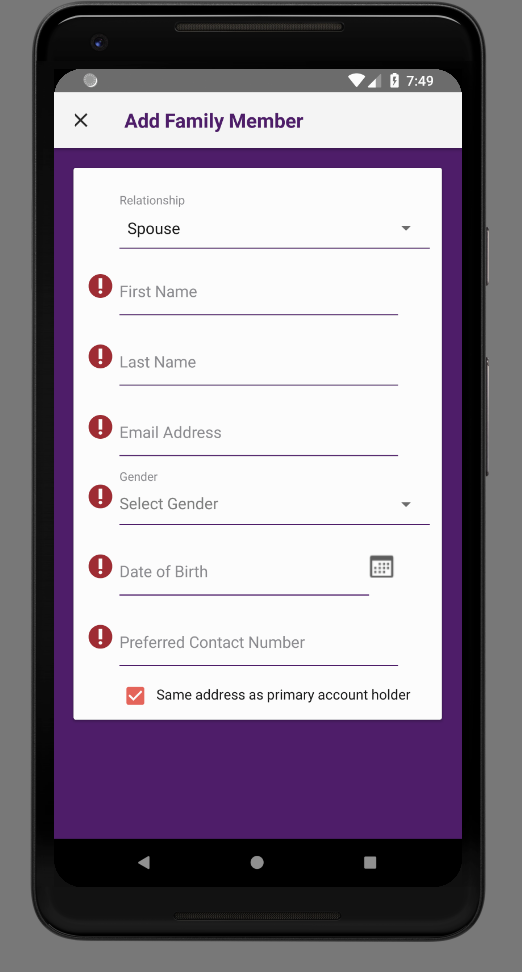 7:49
Add Family Member
Relationship
Spouse
First Name
Last Name
Email Address
Gender
Select Gender
Date of Birth
Preferred Contact Number
Same address as primary account holder